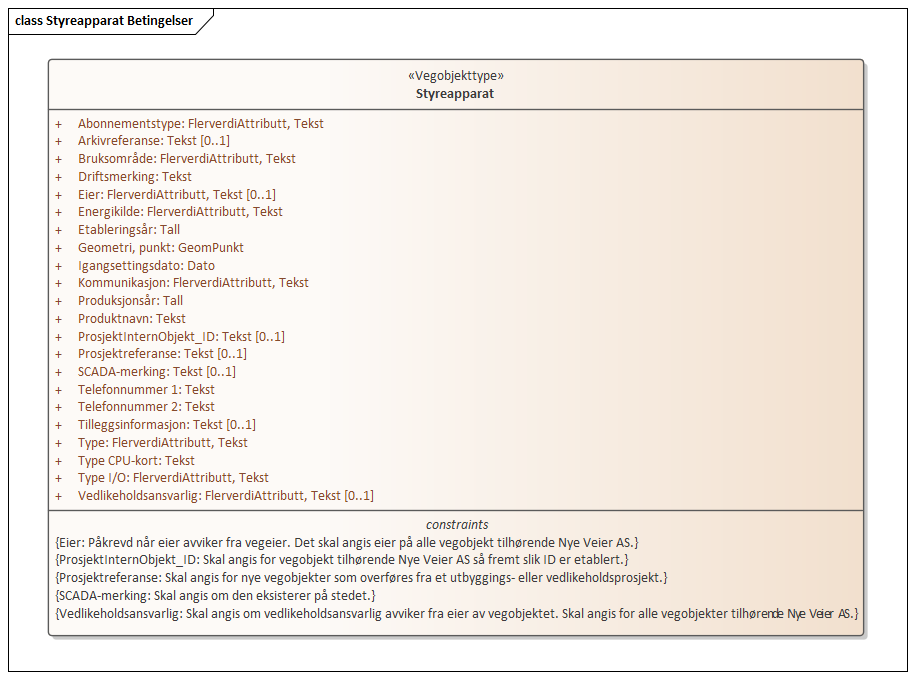 class Styreapparat Betingelser
«Vegobjekttype»
Styreapparat
+ Abonnementstype: FlerverdiAttributt, Tekst
+ Arkivreferanse: Tekst [0..1]
+ Bruksområde: FlerverdiAttributt, Tekst
+ Driftsmerking: Tekst
+ Eier: FlerverdiAttributt, Tekst [0..1]
+ Energikilde: FlerverdiAttributt, Tekst
+ Etableringsår: Tall
+ Geometri, punkt: GeomPunkt
+ Igangsettingsdato: Dato
+ Kommunikasjon: FlerverdiAttributt, Tekst
+ Produksjonsår: Tall
+ Produktnavn: Tekst
+ ProsjektInternObjekt_ID: Tekst [0..1]
+ Prosjektreferanse: Tekst [0..1]
+ SCADA-merking: Tekst [0..1]
+ Telefonnummer 1: Tekst
+ Telefonnummer 2: Tekst
+ Tilleggsinformasjon: Tekst [0..1]
+ Type: FlerverdiAttributt, Tekst
+ Type CPU-kort: Tekst
+ Type I/O: FlerverdiAttributt, Tekst
+ Vedlikeholdsansvarlig: FlerverdiAttributt, Tekst [0..1]
constraints
{Eier: Påkrevd når eier avviker fra vegeier. Det skal angis eier på alle vegobjekt tilhørende Nye Veier AS.}
{ProsjektInternObjekt_ID: Skal angis for vegobjekt tilhørende Nye Veier AS så fremt slik ID er etablert.}
{Prosjektreferanse: Skal angis for nye vegobjekter som overføres fra et utbyggings- eller vedlikeholdsprosjekt.}
{SCADA-merking: Skal angis om den eksisterer på stedet.}
{Vedlikeholdsansvarlig: Skal angis om vedlikeholdsansvarlig avviker fra eier av vegobjektet. Skal angis for alle vegobjekter tilhørende Nye Veier AS.}